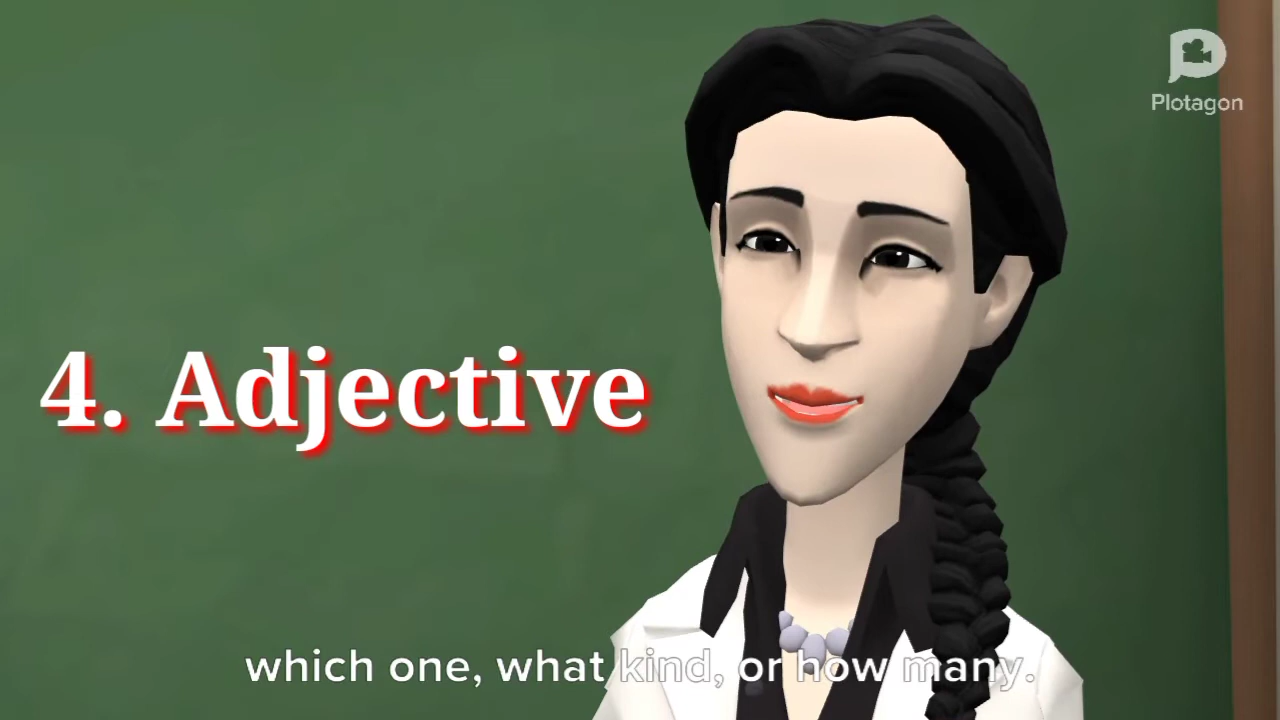 Plotagon
4. Adjective
which one, what kind, or how many.